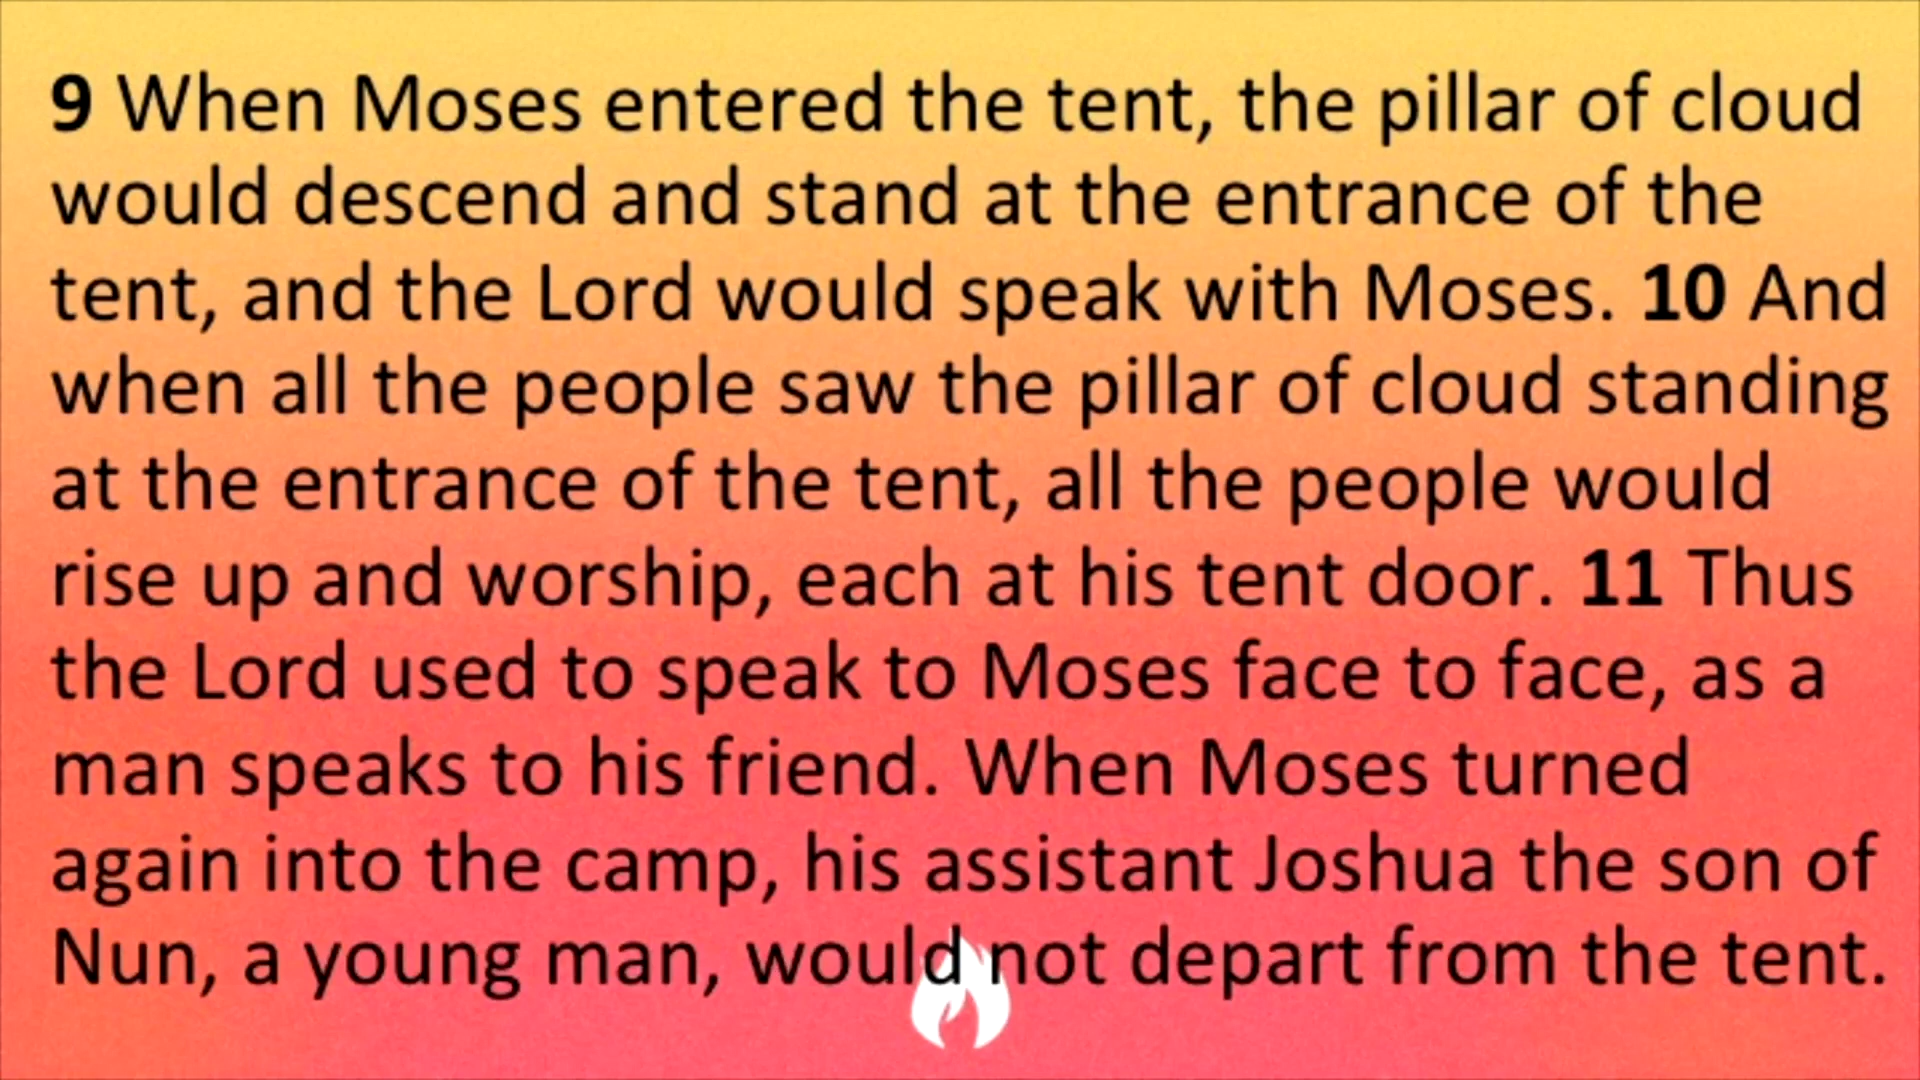 9 When Moses entered the tent, the pillar of cloud
would descend and stand at the entrance of the
tent, and the Lord would speak with Moses. 10 And
when all the people saw the pillar of cloud standing
at the entrance of the tent, all the people would
rise up and worship, each at his tent door. 11 Thus
the Lord used to speak to Moses face to face, as a
man speaks to his friend. When Moses turned
again into the camp, his assistant Joshua the son of
Nun, a young man, would not depart from the tent.